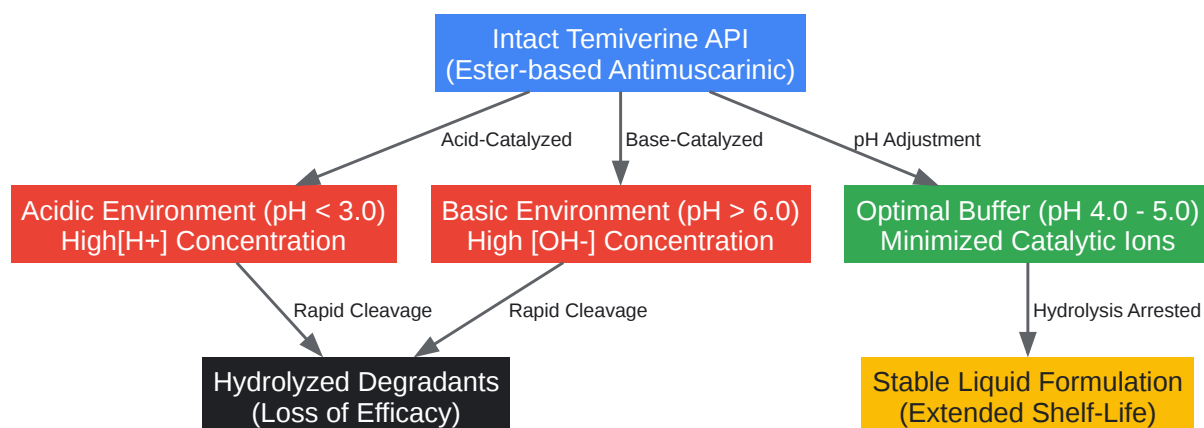 Intact Temiverine API
(Ester-based Antimuscarinic)
Acid-Catalyzed
Base-Catalyzed
pH Adjustment
Acidic Environment (pH < 3.0)
High[H+] Concentration
Basic Environment (pH > 6.0)
High [OH-] Concentration
Optimal Buffer (pH 4.0 - 5.0)
Minimized Catalytic Ions
Rapid Cleavage
Rapid Cleavage
Hydrolysis Arrested
Hydrolyzed Degradants
(Loss of Efficacy)
Stable Liquid Formulation
(Extended Shelf-Life)